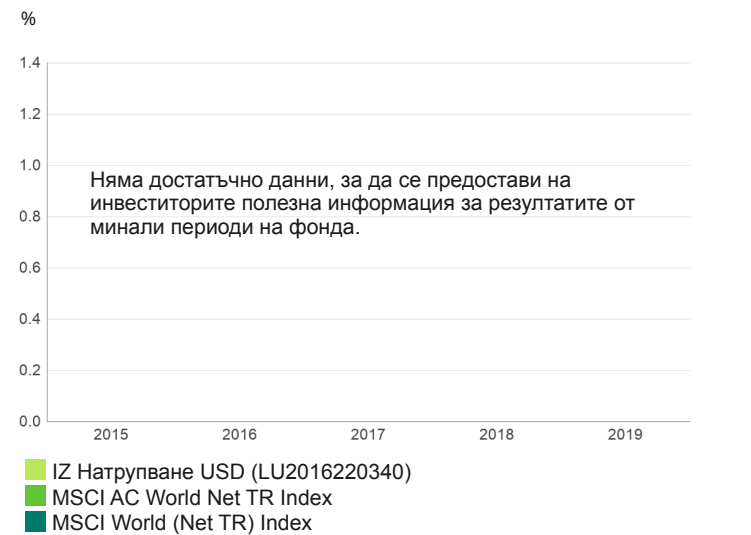 %
1.4
1.2
1.0
Няма достатъчно данни, за да се предостави на
инвеститорите полезна информация за резултатите от
минали периоди на фонда.
0.8
0.6
0.4
0.2
0.0
2015 2016 2017 2018 2019
IZ Натрупване USD (LU2016220340)
MSCI AC World Net TR Index
MSCI World (Net TR) Index